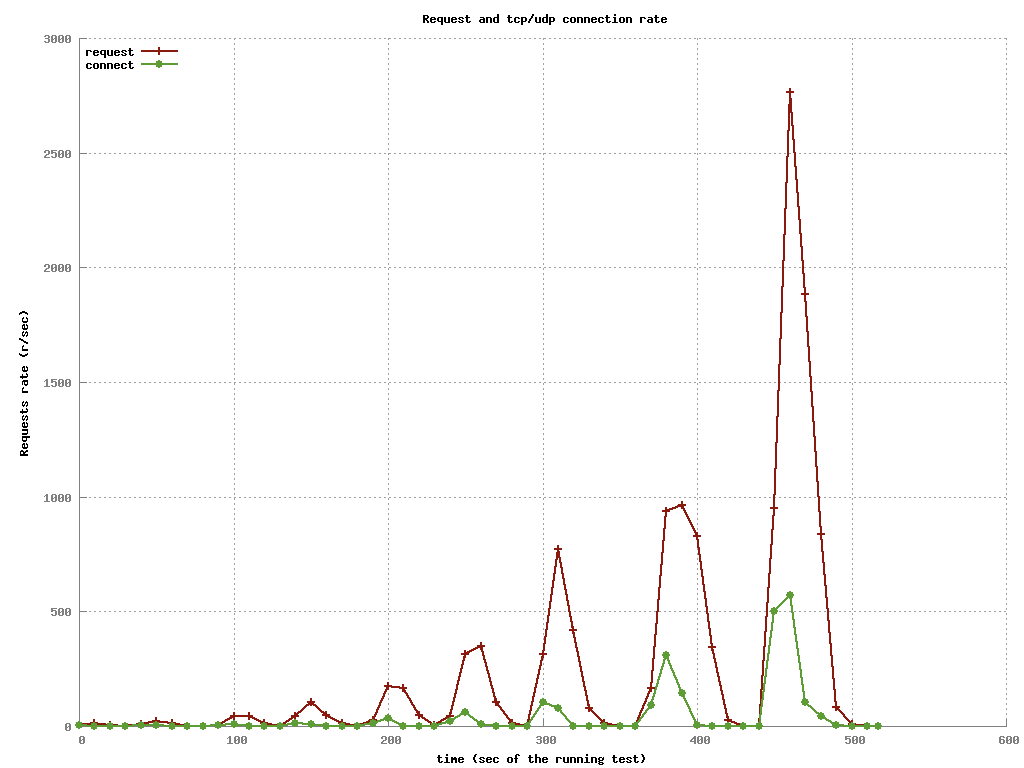 Request and tcp/udp connection rate
3000
request
connect
2500
2000
1500
1000
500
0
Requests rate (r/sec)
0 100 200 300 400 500 600
time (sec of the running test)